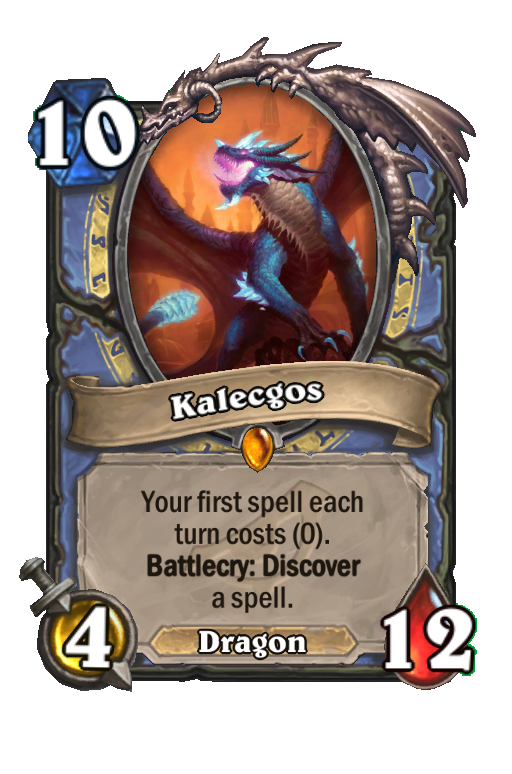 10
Kalecgos
Your first spell each
turn costs (0).
Battlecry: Discover
a spell.
4
Dragon
12